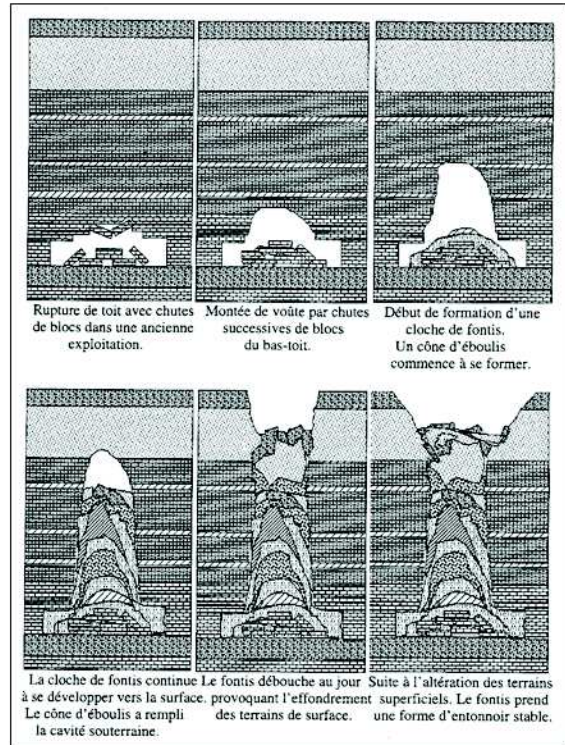 Rupture de toit avec chutes
de blocs dans une ancienne
exploitation.
Montée de voûte par chutes
successives de blocs
du bas-toit.
Début de formation d'une
cloche de fontis.
Un cône d'éboulis
commence à se former.
La cloche de fontis continue
à se développer vers la surface.
Le cône d'éboulis a rempli
la cavité souterraine.
Le fontis débouche au jour
provoquant l'effondrement
des terrains de surface.
Suite à l'altération des terrains
superficiels. Le fontis prend
une forme d'entonnoir stable.